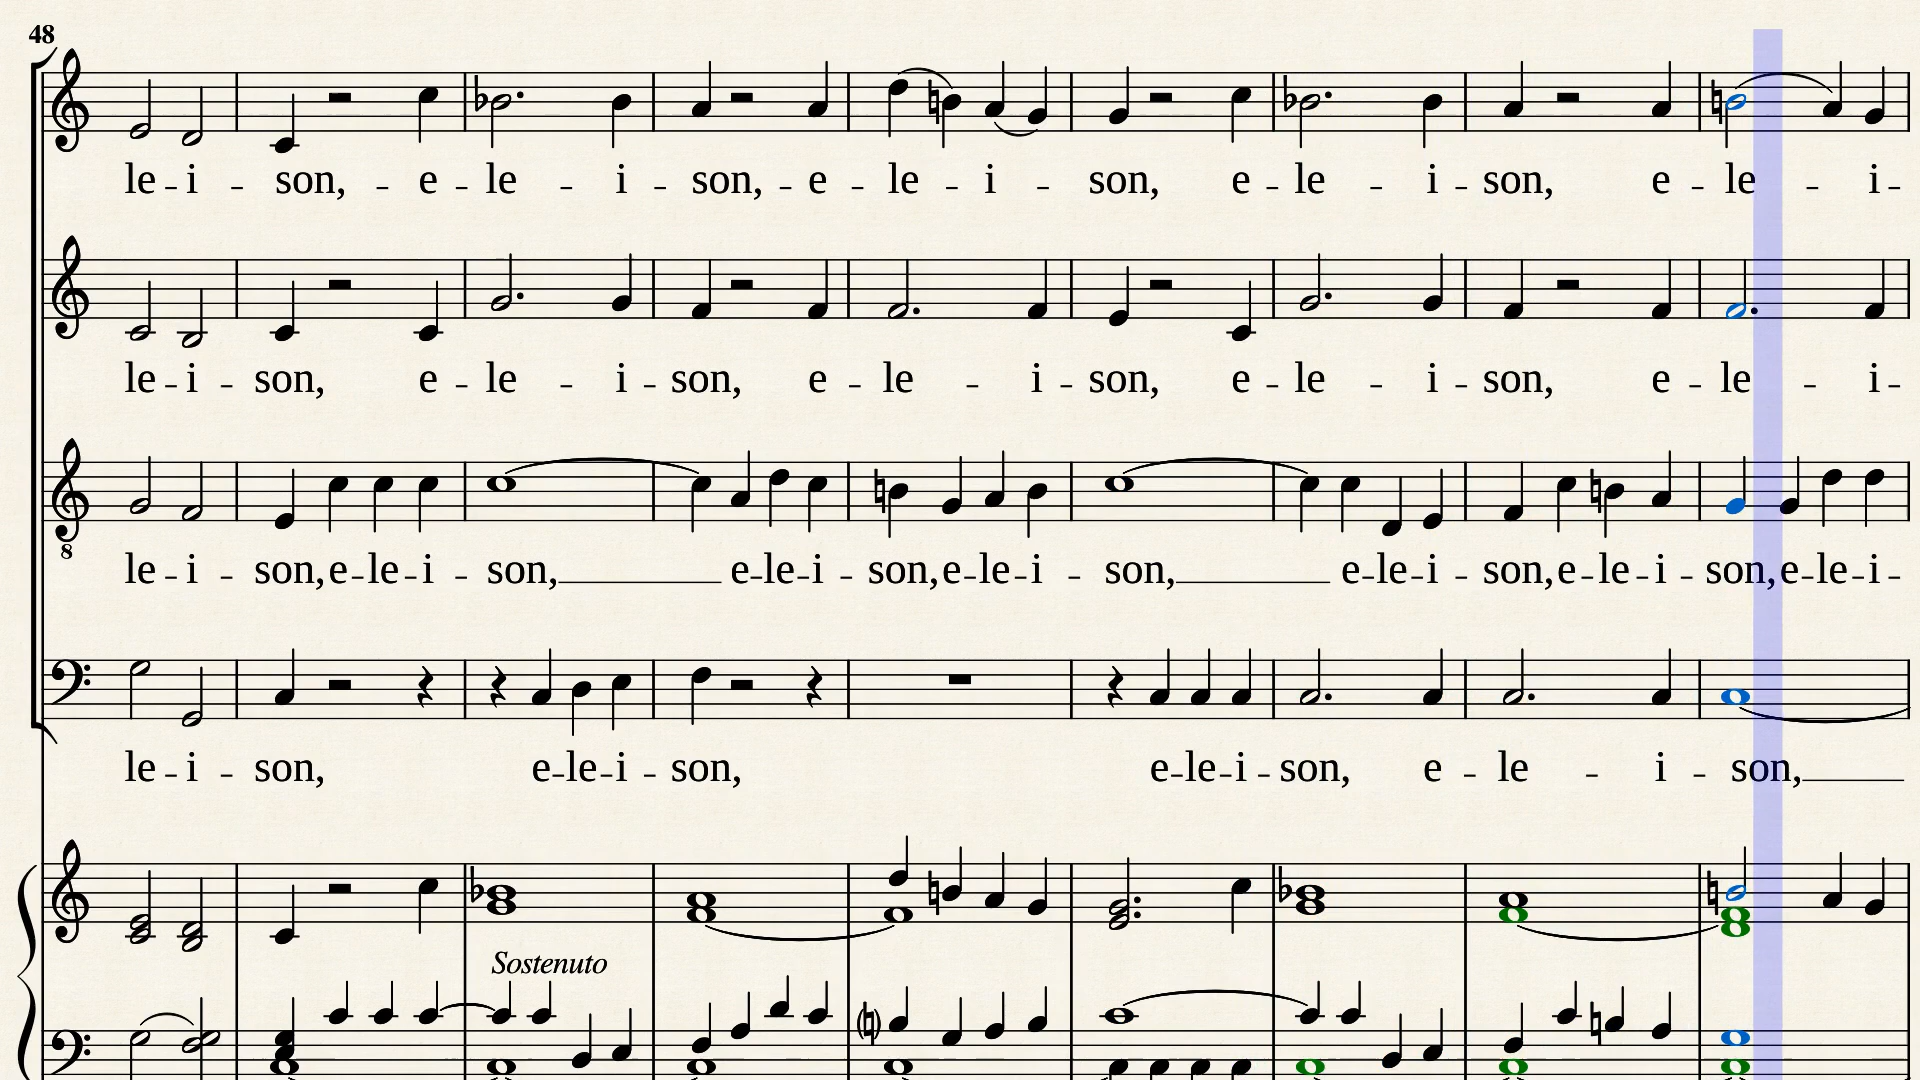 48
le - i - son, - e - le - i - son, - e - le - i - son, e - le - i - son, e - le - i -
le - i - son, e - le - i - son, e - le - i - son, e - le - i - son, e - le - i -
8
le - i - son, e - le - i - son, e - le - i - son, e - le - i - son, e - le - i - son, e - le - i - son, e - le - i -
le - i - son, e - le - i - son, e - le - i - son, e - le - i - son,
Sostenuto